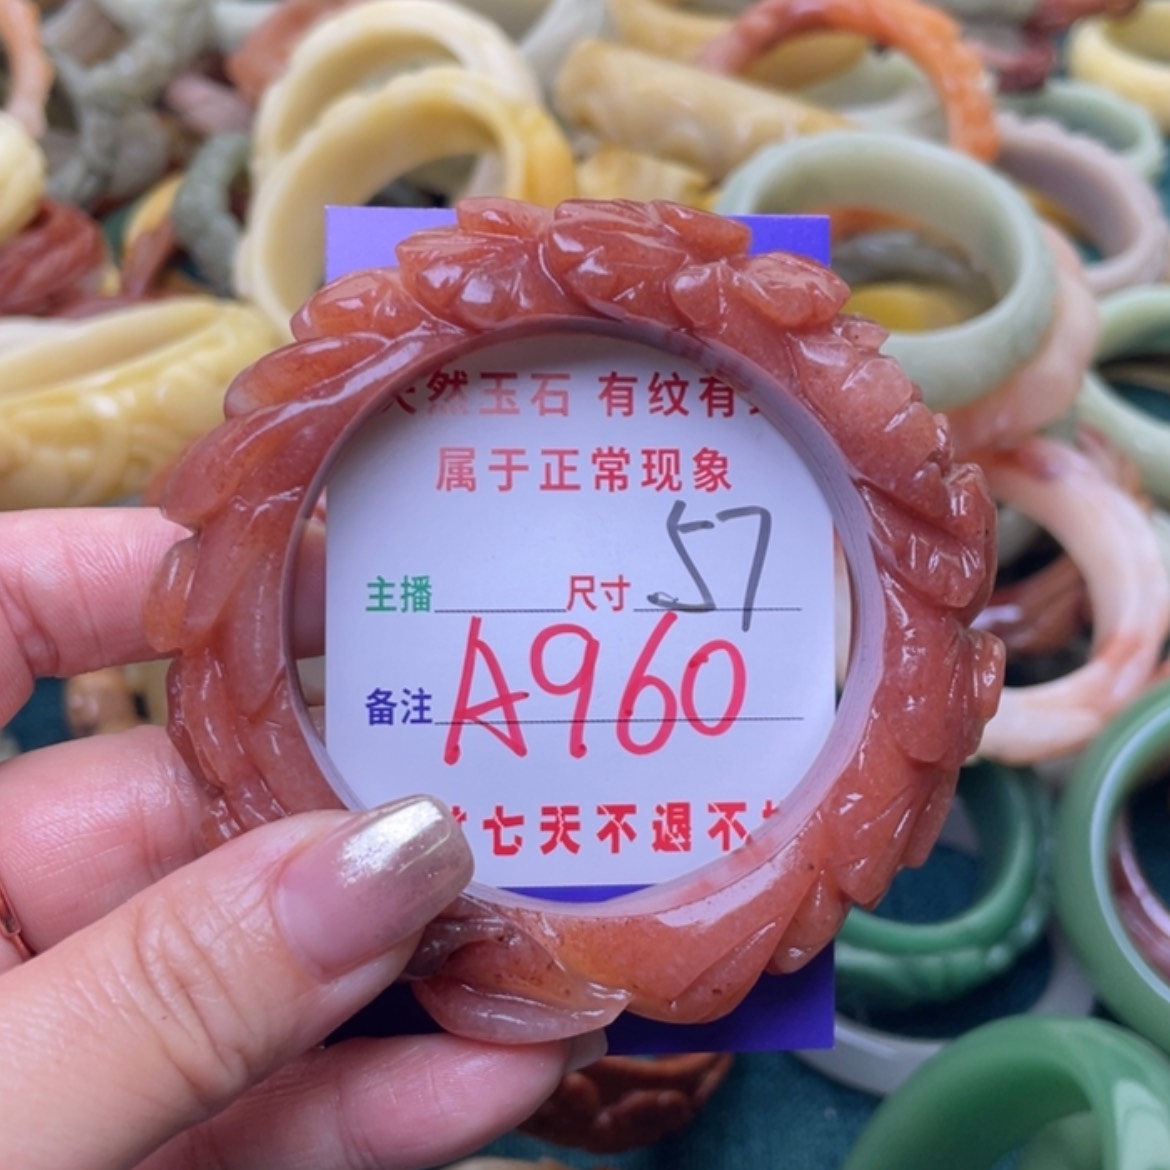 天然玉石 有纹有
属于正常现象
主播 尺寸 57
备注 A960
七天不退不